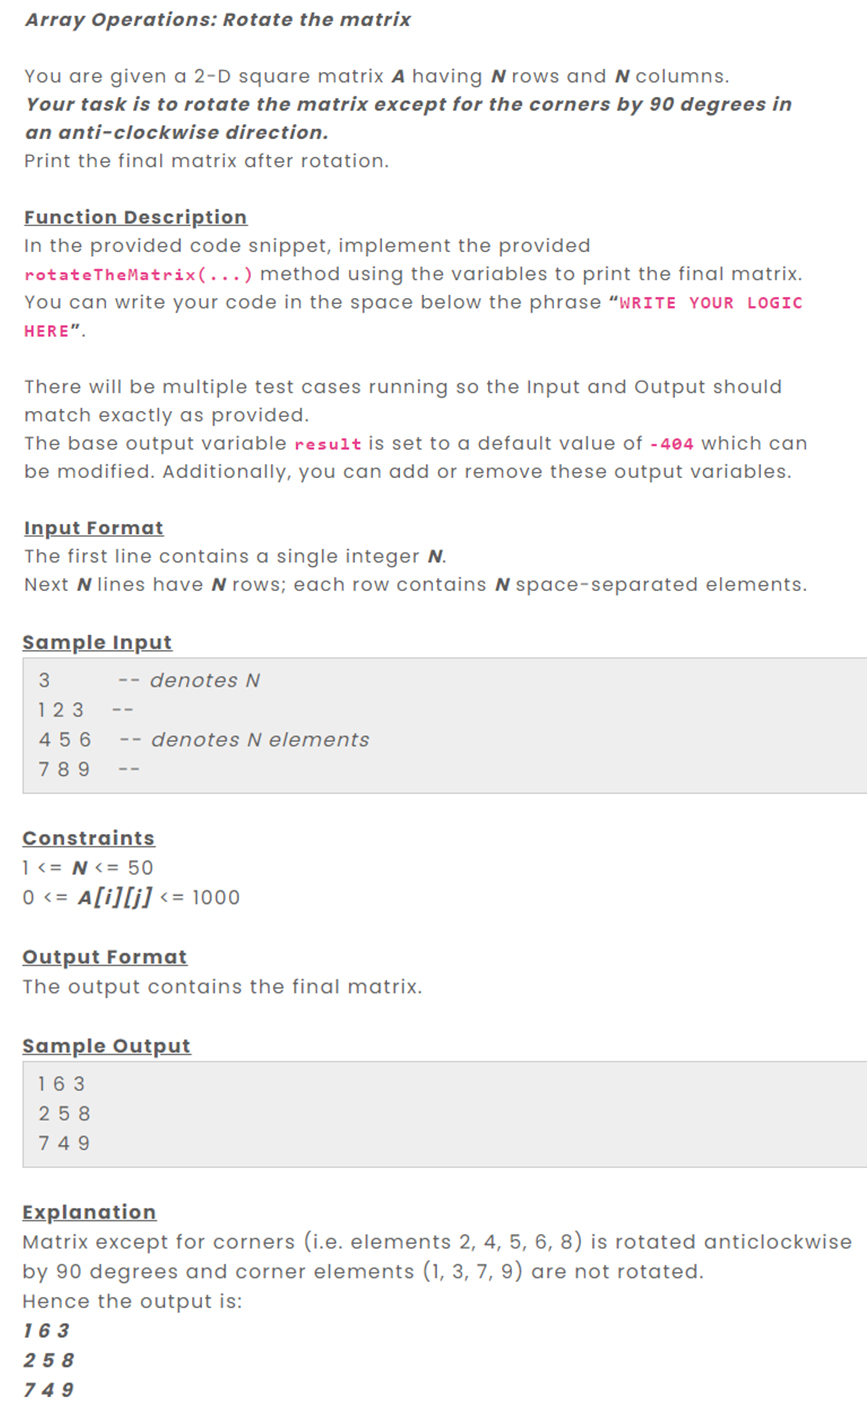 Array Operations: Rotate the matrix
You are given a 2-D square matrix A having N rows and N columns.
Your task is to rotate the matrix except for the corners by 90 degrees in
an anti-clockwise direction.
Print the final matrix after rotation.
Function Description
In the provided code snippet, implement the provided
rotateTheMatrix(...) method using the variables to print the final matrix.
You can write your code in the space below the phrase “WRITE YOUR LOGIC
HERE”.
There will be multiple test cases running so the Input and Output should
match exactly as provided.
The base output variable result is set to a default value of -404 which can
be modified. Additionally, you can add or remove these output variables.
Input Format
The first line contains a single integer N.
Next N lines have N rows; each row contains N space-separated elements.
Sample Input
3 -- denotes N
1 2 3 --
4 5 6 -- denotes N elements
7 8 9 --
Constraints
1 <= N <= 50
0 <= A[i][j] <= 1000
Output Format
The output contains the final matrix.
Sample Output
1 6 3
2 5 8
7 4 9
Explanation
Matrix except for corners (i.e. elements 2, 4, 5, 6, 8) is rotated anticlockwise
by 90 degrees and corner elements (1, 3, 7, 9) are not rotated.
Hence the output is:
1 6 3
2 5 8
7 4 9